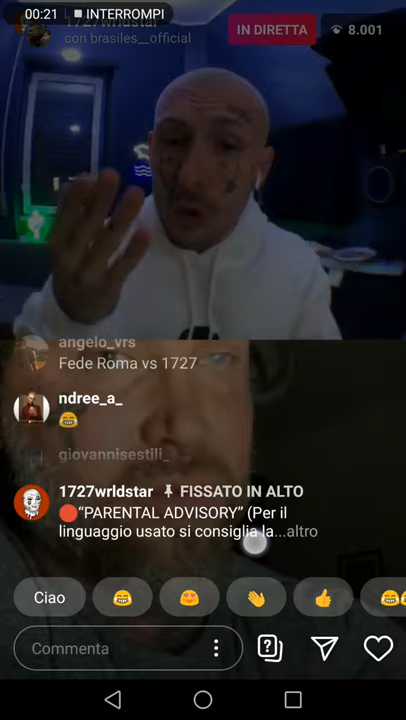 00:21 INTERROMPI
1727wrldstar
con brasiles__official
IN DIRETTA
8.001
angelo_vrs
Fede Roma vs 1727
ndree_a_
😂
giovannisestili_
1727wrldstar FISSATO IN ALTO
🔴“PARENTAL ADVISORY” (Per il
linguaggio usato si consiglia la...altro
Ciao 😂 😍 👋 👍 😂
Commenta